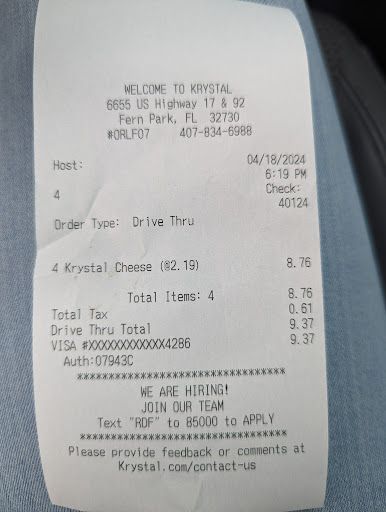 WELCOME TO KRYSTAL
6655 US Highway 17 & 92
Fern Park, FL 32730
#ORLF07 407-834-6988
Host: 04/18/2024
6:19 PM
4 Check:
40124
Order Type: Drive Thru
4 Krystal Cheese (@2.19) 8.76
Total Items: 4 8.76
Total Tax 0.61
Drive Thru Total 9.37
VISA #XXXXXXXXXXXX4286 9.37
Auth:07943C
***********************************
WE ARE HIRING!
JOIN OUR TEAM
Text "RDF" to 85000 to APPLY
***********************************
Please provide feedback or comments at
Krystal.com/contact-us